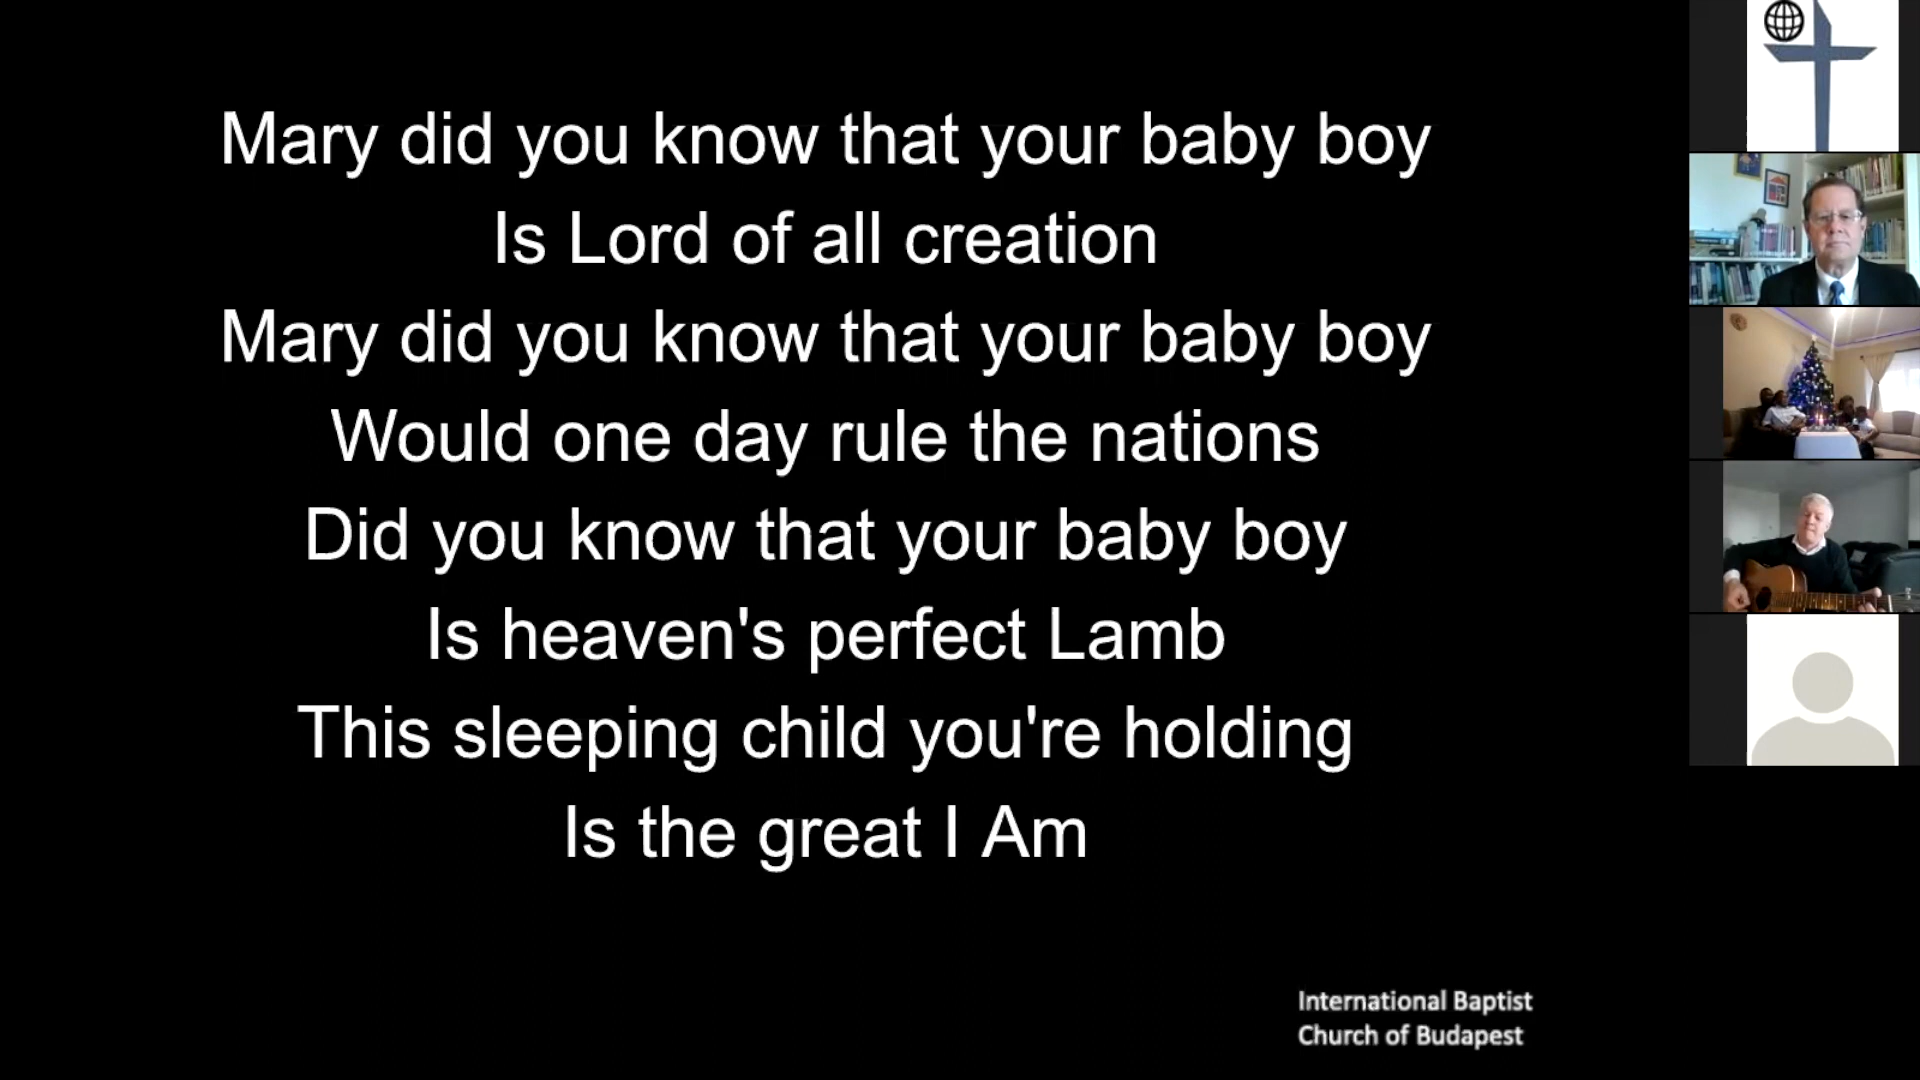 Mary did you know that your baby boy
Is Lord of all creation
Mary did you know that your baby boy
Would one day rule the nations
Did you know that your baby boy
Is heaven's perfect Lamb
This sleeping child you're holding
Is the great I Am
International Baptist
Church of Budapest